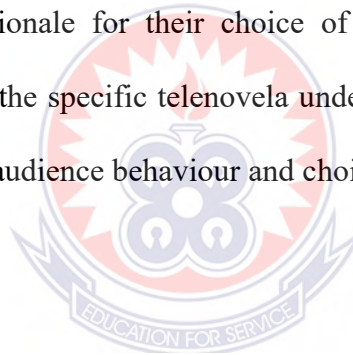 ionale for their choice of
the specific telenovela unde
audience behaviour and choi
EDUCATION FOR SERVICE